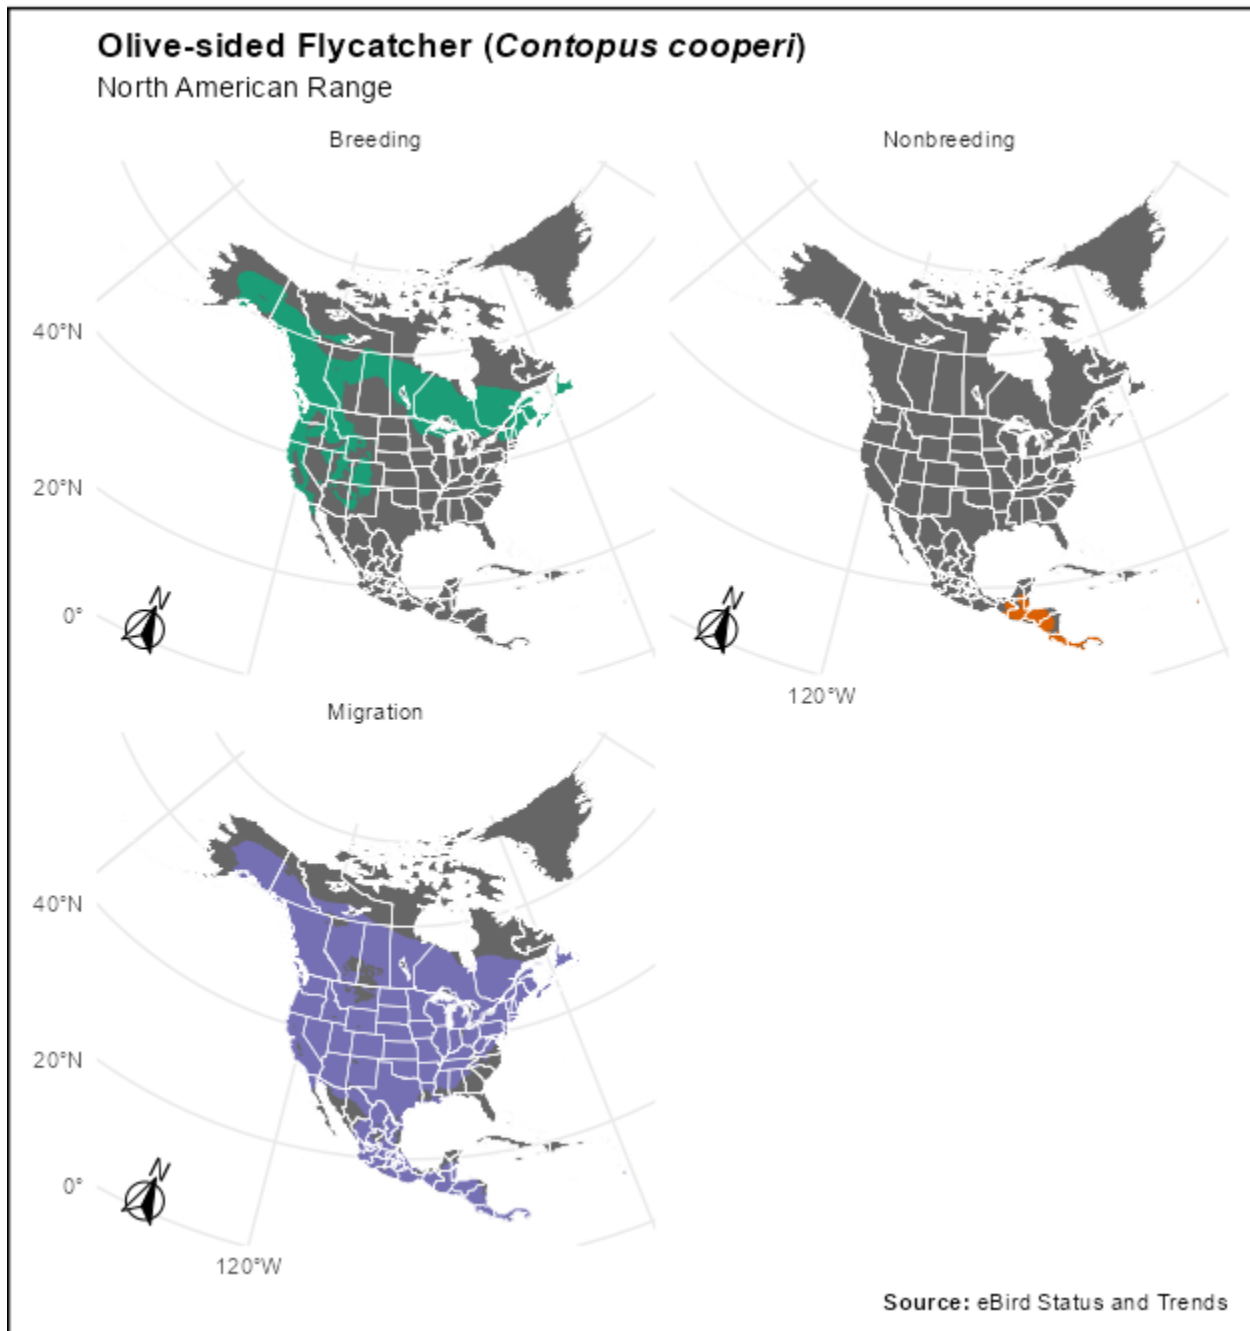 Olive-sided Flycatcher (Contopus cooperi)
North American Range
Breeding
Nonbreeding
40°N
20°N
0°
N
N
120°W
Migration
40°N
20°N
0°
N
120°W
Source: eBird Status and Trends